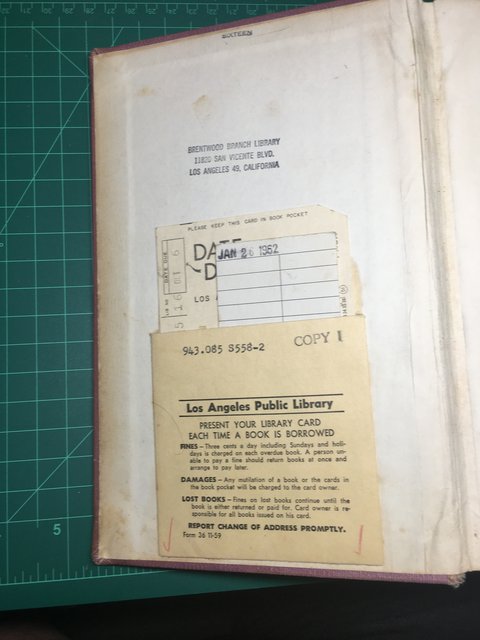 SIXTEEN
BRENTWOOD BRANCH LIBRARY
11820 SAN VICENTE BLVD.
LOS ANGELES 49, CALIFORNIA
PLEASE KEEP THIS CARD IN BOOK POCKET
DATE
JAN 26 1962
D
DATE DUE
LOS
943.085 S558-2
COPY 1
Los Angeles Public Library
PRESENT YOUR LIBRARY CARD
EACH TIME A BOOK IS BORROWED
FINES — Three cents a day including Sundays and holi-
days is charged on each overdue book. A person un-
able to pay a fine should return books at once and
arrange to pay later.
DAMAGES — Any mutilation of a book or the cards in
the book pocket will be charged to the card owner.
LOST BOOKS — Fines on lost books continue until the
book is either returned or paid for. Card owner is re-
sponsible for all books issued on his card.
REPORT CHANGE OF ADDRESS PROMPTLY.
Form 36 11-59
5